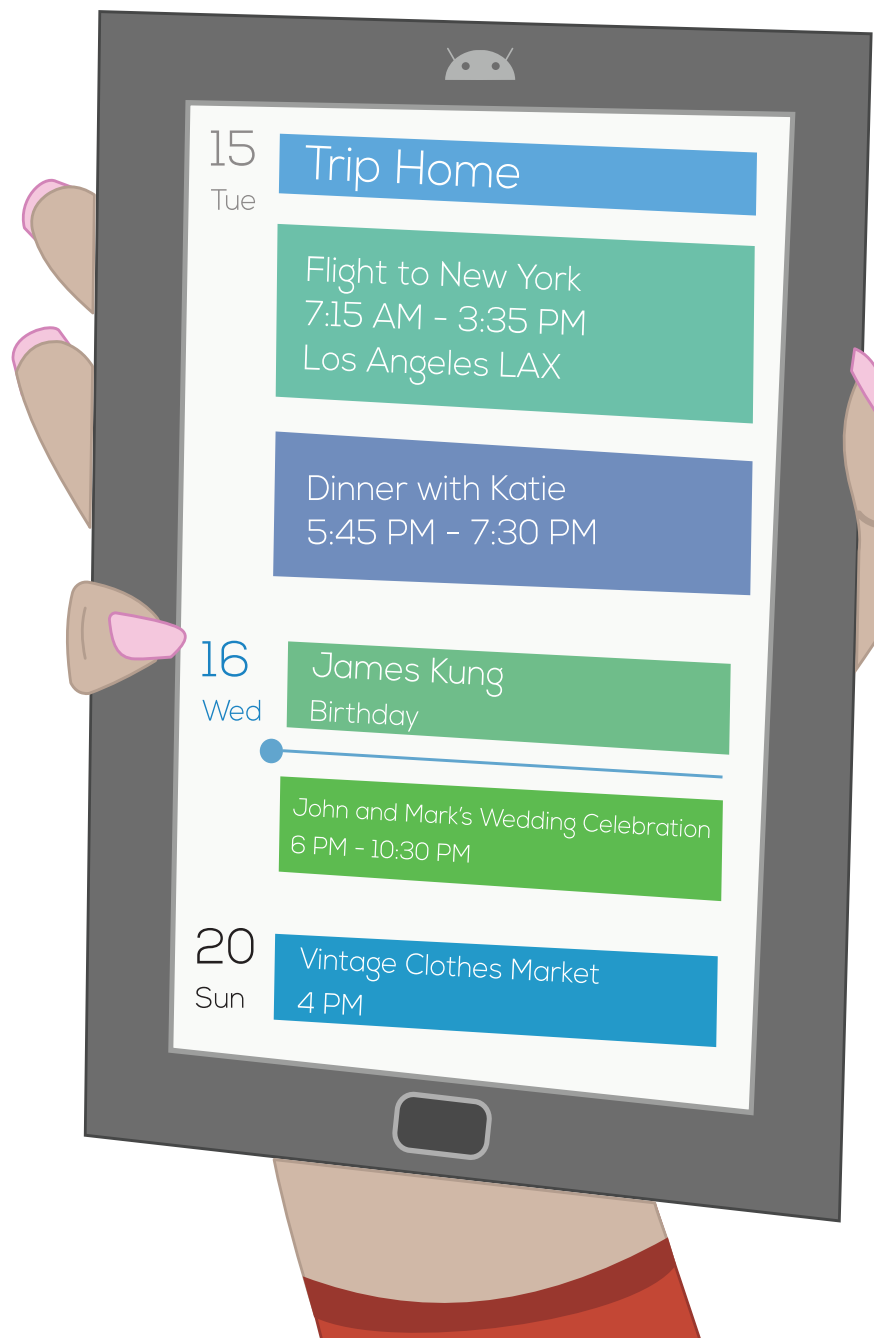 15
Tue
Trip Home
Flight to New York
7:15 AM - 3:35 PM
Los Angeles LAX
Dinner with Katie
5:45 PM - 7:30 PM
16
Wed
James Kung
Birthday
John and Mark's Wedding Celebration
6 PM - 10:30 PM
20
Sun
Vintage Clothes Market
4 PM